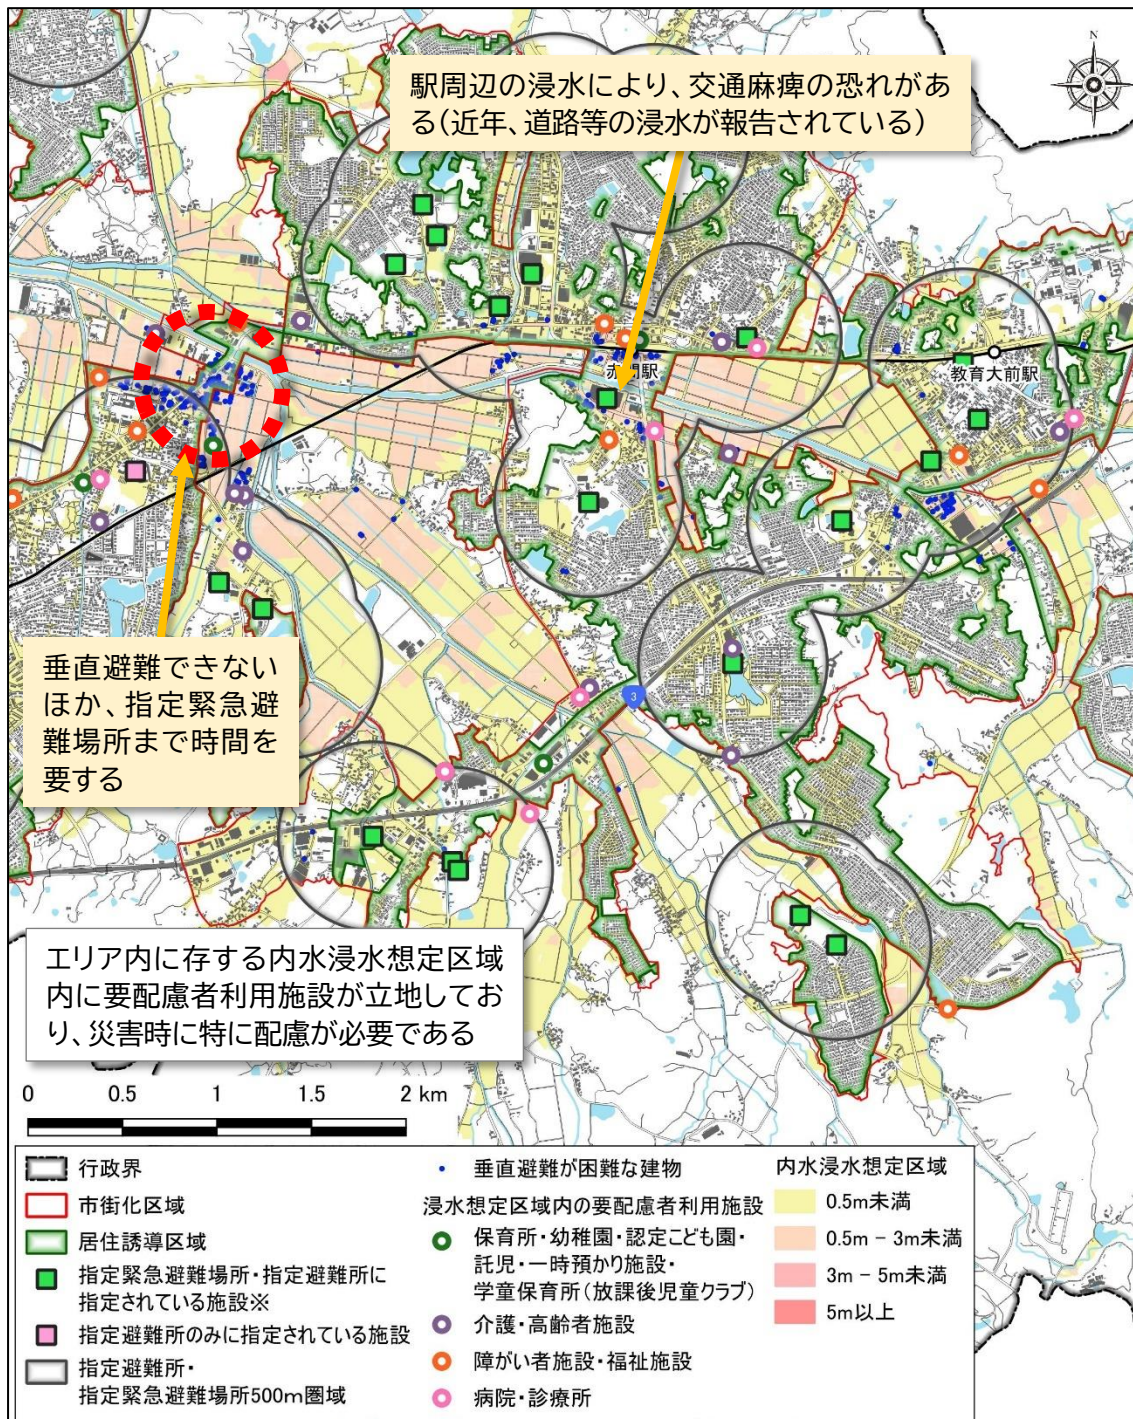 N
駅周辺の浸水により、交通麻痺の恐れがあ
る(近年、道路等の浸水が報告されている)
赤間駅
教育大前駅
3
垂直避難できない
ほか、指定緊急避
難場所まで時間を
要する
エリア内に存する内水浸水想定区域
内に要配慮者利用施設が立地してお
り、災害時に特に配慮が必要である
0 0.5 1 1.5 2 km
行政界
市街化区域
居住誘導区域
指定緊急避難場所・指定避難所に
指定されている施設※
指定避難所のみに指定されている施設
指定避難所・
指定緊急避難場所500m圏域
垂直避難が困難な建物
浸水想定区域内の要配慮者利用施設
保育所・幼稚園・認定こども園・
託児・一時預かり施設・
学童保育所(放課後児童クラブ)
介護・高齢者施設
障がい者施設・福祉施設
病院・診療所
内水浸水想定区域
0.5m未満
0.5m - 3m未満
3m - 5m未満
5m以上